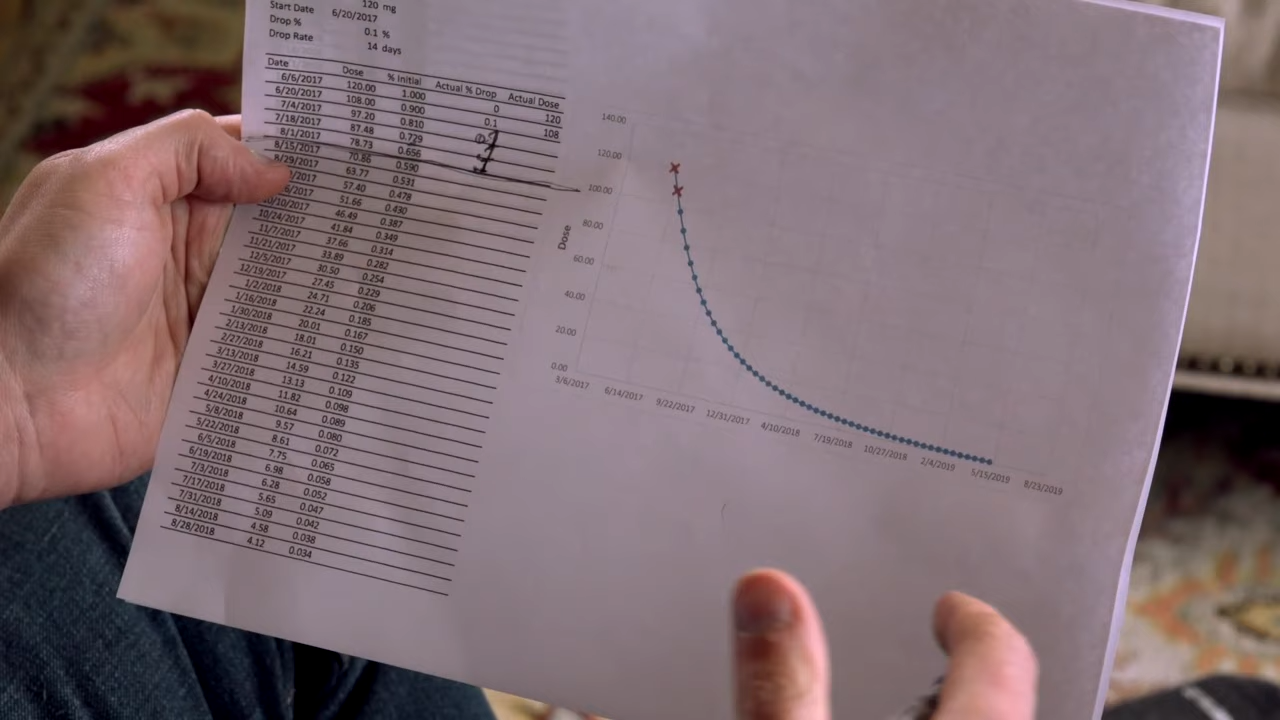 120 mg
Start Date 6/20/2017
Drop % 0.1 %
Drop Rate 14 days
Date Dose % Initial Actual % Drop Actual Dose
6/6/2017 120.00 1.000 0 120
6/20/2017 108.00 0.900 0.1 108
7/4/2017 97.20 0.810
7/18/2017 87.48 0.729
8/1/2017 78.73 0.656
8/15/2017 70.86 0.590
8/29/2017 63.77 0.531
57.40 0.478
51.66 0.430
10/10/2017 46.49 0.387
10/24/2017 41.84 0.349
11/7/2017 37.66 0.314
11/21/2017 33.89 0.282
12/5/2017 30.50 0.254
12/19/2017 27.45 0.229
1/2/2018 24.71 0.206
1/16/2018 22.24 0.185
1/30/2018 20.01 0.167
2/13/2018 18.01 0.150
2/27/2018 16.21 0.135
3/13/2018 14.59 0.122
3/27/2018 13.13 0.109
4/10/2018 11.82 0.098
4/24/2018 10.64 0.089
5/8/2018 9.57 0.080
5/22/2018 8.61 0.072
6/5/2018 7.75 0.065
6/19/2018 6.98 0.058
7/3/2018 6.28 0.052
7/17/2018 5.65 0.047
7/31/2018 5.09 0.042
8/14/2018 4.58 0.038
8/28/2018 4.12 0.034
140.00
120.00
100.00
80.00
60.00
40.00
20.00
0.00
Dose
3/6/2017 6/14/2017 9/22/2017 12/31/2017 4/10/2018 7/19/2018 10/27/2018 2/4/2019 5/15/2019 8/23/2019